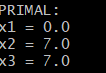 PRIMAL:
x1 = 0.0
x2 = 7.0
x3 = 7.0